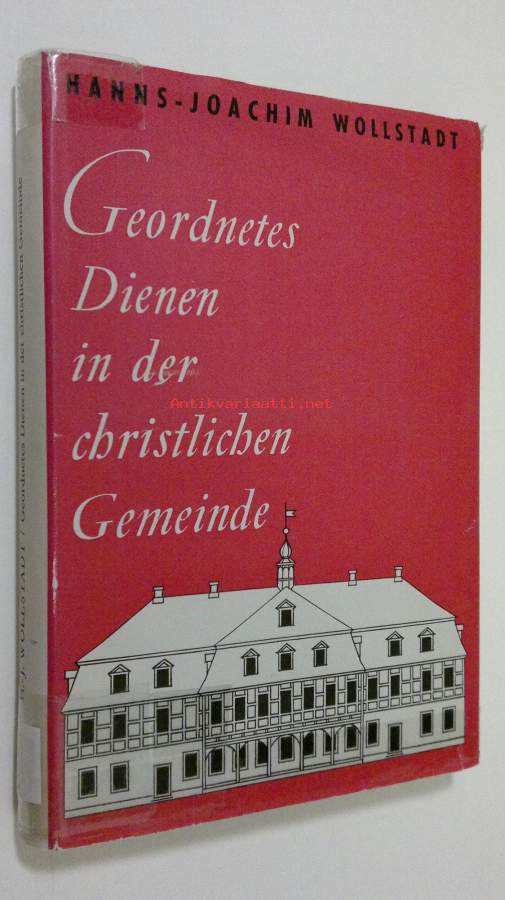 HANNS-JOACHIM WOLLSTADT
Geordnetes
Dienen
in der
christlichen
Gemeinde
Antikvariaatti.net
H.-J. WOLLSTADT / Geordnetes Dienen in der christlichen Gemeinde